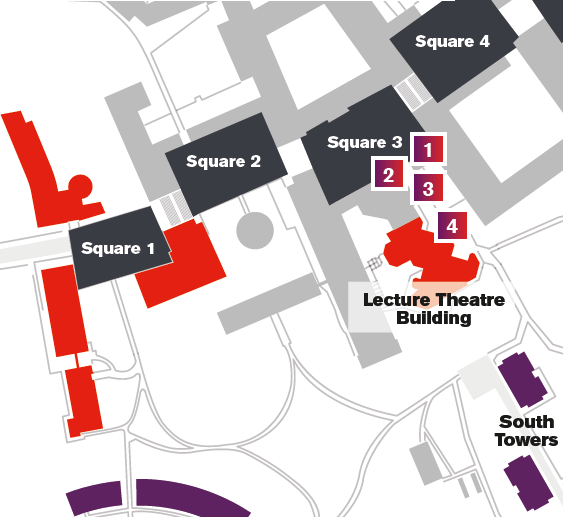 Square 4
Square 3
1
Square 2
2
3
4
Square 1
Lecture Theatre
Building
South
Towers